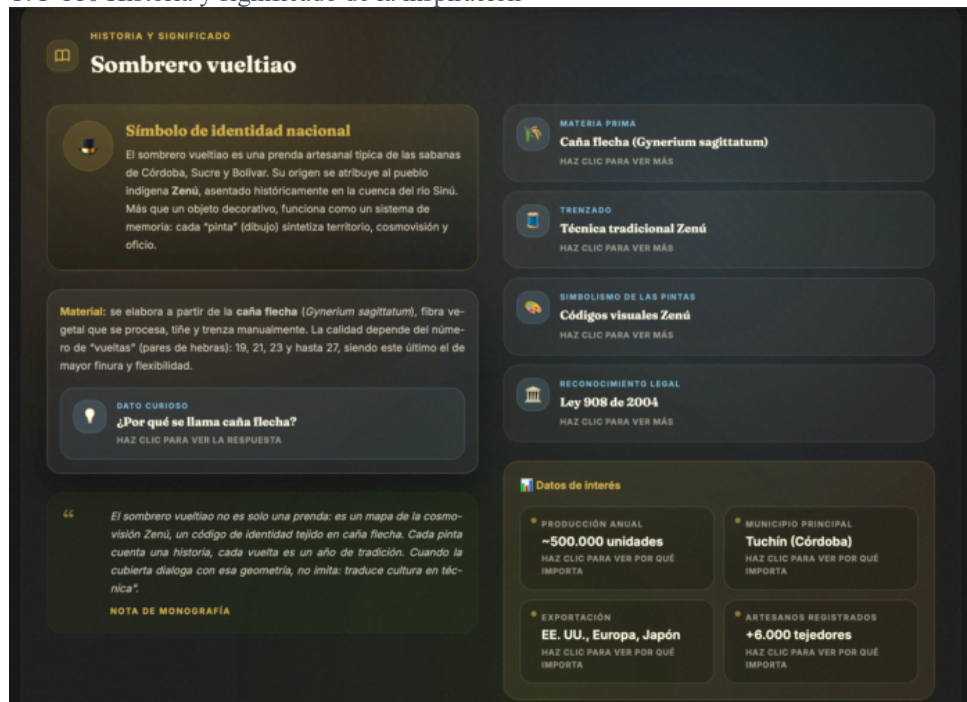 HISTORIA Y SIGNIFICADO
Sombrero vueltiao
Símbolo de identidad nacional
El sombrero vueltiao es una prenda artesanal típica de las sabanas
de Córdoba, Sucre y Bolívar. Su origen se atribuye al pueblo
indígena Zenú, asentado históricamente en la cuenca del río Sinú.
Más que un objeto decorativo, funciona como un sistema de
memoria: cada "pinta" (dibujo) sintetiza territorio, cosmovisión y
oficio.
Material: se elabora a partir de la caña flecha (Gynerium sagittatum), fibra ve-
getal que se procesa, tiñe y trenza manualmente. La calidad depende del núme-
ro de "vueltas" (pares de hebras): 19, 21, 23 y hasta 27, siendo este último el de
mayor finura y flexibilidad.
DATO CURIOSO
¿Por qué se llama caña flecha?
HAZ CLIC PARA VER LA RESPUESTA
“ El sombrero vueltiao no es solo una prenda: es un mapa de la cosmo-
visión Zenú, un código de identidad tejido en caña flecha. Cada pinta
cuenta una historia, cada vuelta es un año de tradición. Cuando la
cubierta dialoga con esa geometría, no imita: traduce cultura en téc-
nica".
NOTA DE MONOGRAFÍA
MATERIA PRIMA
Caña flecha (Gynerium sagittatum)
HAZ CLIC PARA VER MÁS
TRENZADO
Técnica tradicional Zenú
HAZ CLIC PARA VER MÁS
SIMBOLISMO DE LAS PINTAS
Códigos visuales Zenú
HAZ CLIC PARA VER MÁS
RECONOCIMIENTO LEGAL
Ley 908 de 2004
HAZ CLIC PARA VER MÁS
Datos de interés
PRODUCCIÓN ANUAL
~500.000 unidades
HAZ CLIC PARA VER POR QUÉ
IMPORTA
MUNICIPIO PRINCIPAL
Tuchín (Córdoba)
HAZ CLIC PARA VER POR QUÉ
IMPORTA
EXPORTACIÓN
EE. UU., Europa, Japón
HAZ CLIC PARA VER POR QUÉ
IMPORTA
ARTESANOS REGISTRADOS
+6.000 tejedores
HAZ CLIC PARA VER POR QUÉ
IMPORTA